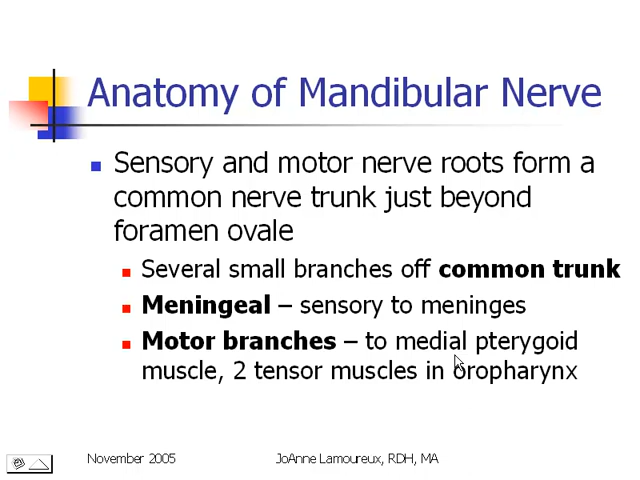 Anatomy of Mandibular Nerve
Sensory and motor nerve roots form a
common nerve trunk just beyond
foramen ovale
Several small branches off common trunk
Meningeal – sensory to meninges
Motor branches – to medial pterygoid
muscle, 2 tensor muscles in oropharynx
November 2005
JoAnne Lamoureux, RDH, MA